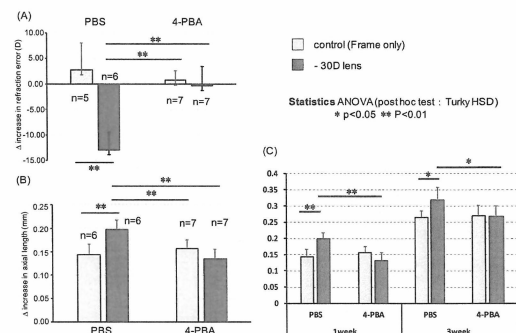 (A)
PBS
4-PBA
Δ increase in refraction error (D)
10.00
5.00
0.00
-5.00
-10.00
-15.00
**
**
n=6
n=5
n=7
n=7
**
control (Frame only)
- 30D lens
Statistics ANOVA (post hoc test : Turky HSD)
* p<0.05 ** P<0.01
(B)
Δ increase in axial length (mm)
0.25
0.20
0.15
0.10
0.05
0.00
**
**
**
n=6
n=6
n=7
n=7
PBS
4-PBA
(C)
0.4
0.35
0.3
0.25
0.2
0.15
0.1
0.05
0
**
**
*
*
PBS
4-PBA
PBS
4-PBA
1week
3week